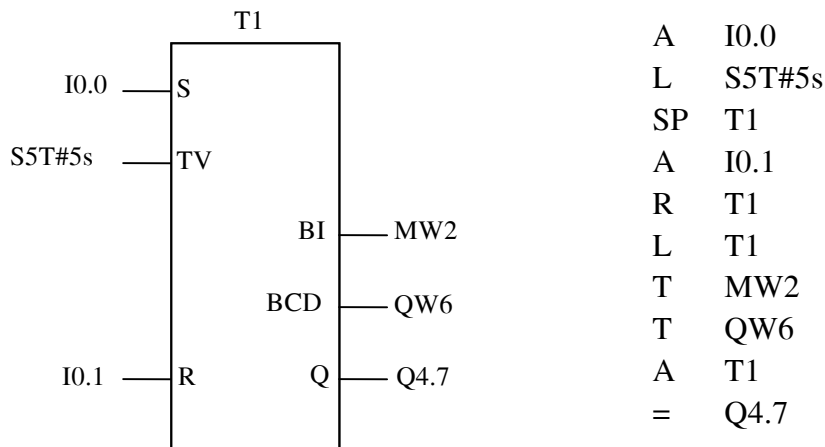 T1
I0.0 S
S5T#5s TV
BI MW2
BCD QW6
I0.1 R Q Q4.7
A I0.0
L S5T#5s
SP T1
A I0.1
R T1
L T1
T MW2
T QW6
A T1
= Q4.7